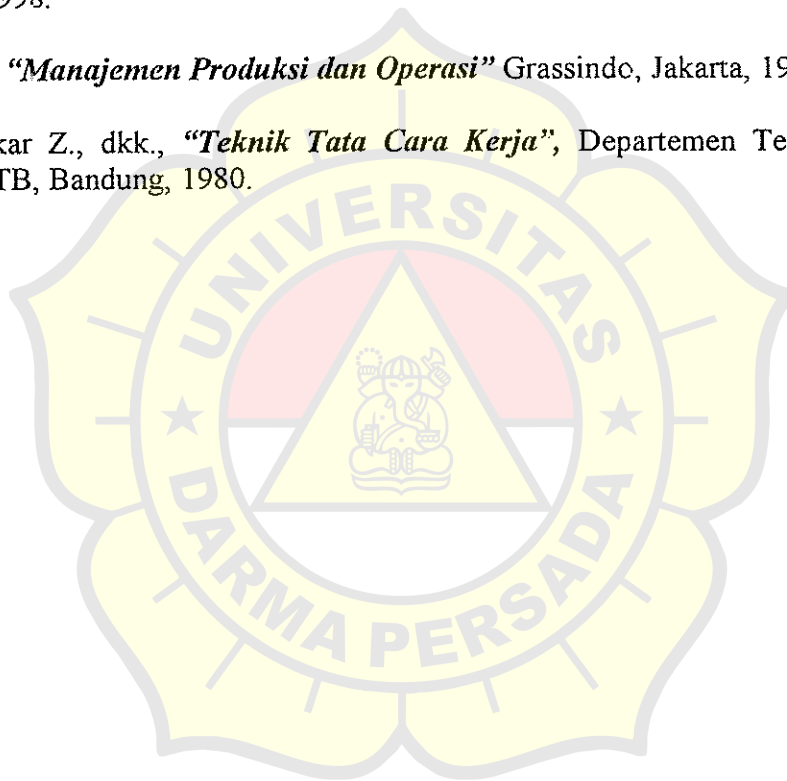 "Manajemen Produksi dan Operasi" Grassindo, Jakarta, 19
kar Z., dkk., "Teknik Tata Cara Kerja", Departemen Te
TB, Bandung, 1980.
UNIVERSITAS
DARMA PERSADA